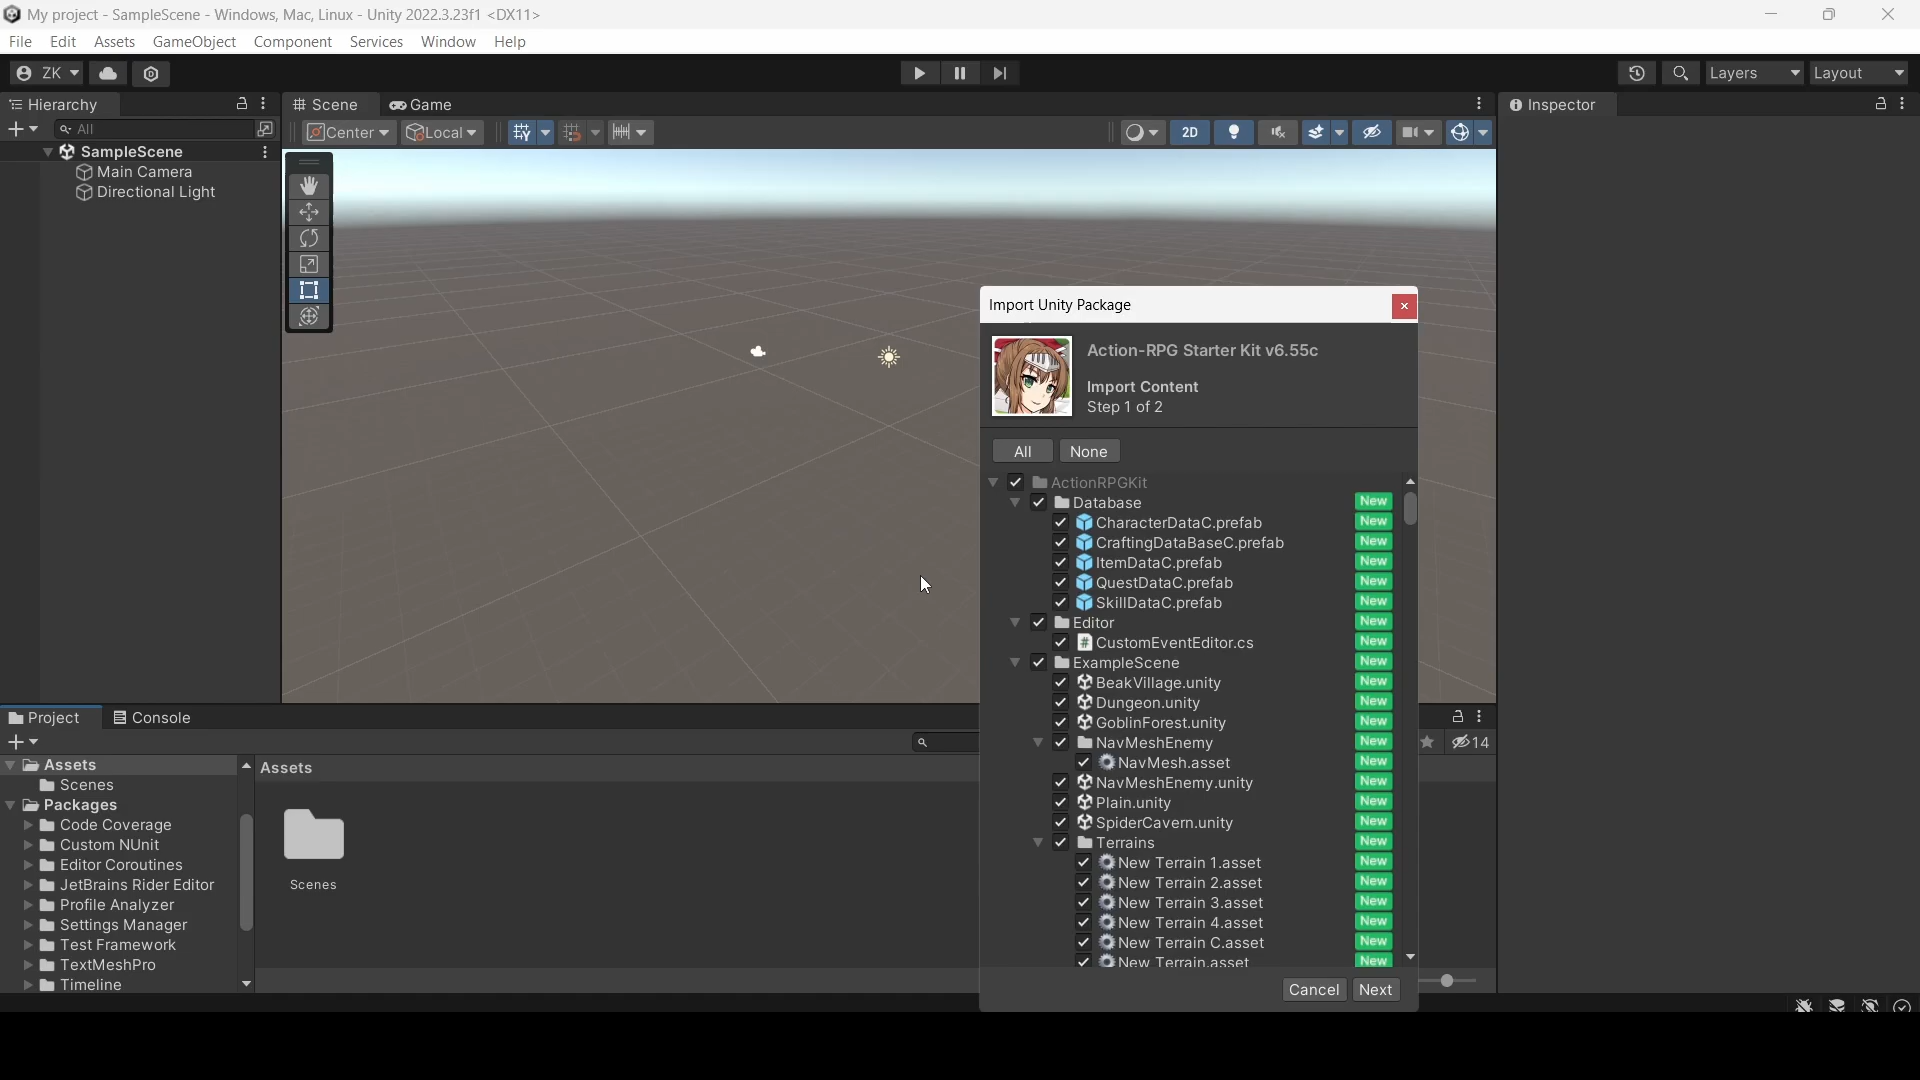 My project - SampleScene - Windows, Mac, Linux - Unity 2022.3.23f1 <DX11>
File Edit Assets GameObject Component Services Window Help
ZK Layers Layout
Hierarchy Scene Game Inspector
All Center Local 2D
SampleScene
Main Camera
Directional Light
Import Unity Package
Action-RPG Starter Kit v6.55c
Import Content
Step 1 of 2
All None
ActionRPGKit
Database New
CharacterDataC.prefab New
CraftingDataBaseC.prefab New
ItemDataC.prefab New
QuestDataC.prefab New
SkillDataC.prefab New
Editor New
CustomEventEditor.cs New
ExampleScene New
BeakVillage.unity New
Dungeon.unity New
GoblinForest.unity New
NavMeshEnemy New
NavMesh.asset New
NavMeshEnemy.unity New
Plain.unity New
SpiderCavern.unity New
Terrains New
New Terrain 1.asset New
New Terrain 2.asset New
New Terrain 3.asset New
New Terrain 4.asset New
New Terrain C.asset New
New Terrain.asset New
Cancel Next
Project Console
14
Assets
Scenes
Packages
Code Coverage
Custom NUnit
Editor Coroutines
JetBrains Rider Editor
Profile Analyzer
Settings Manager
Test Framework
TextMeshPro
Timeline
Assets
Scenes